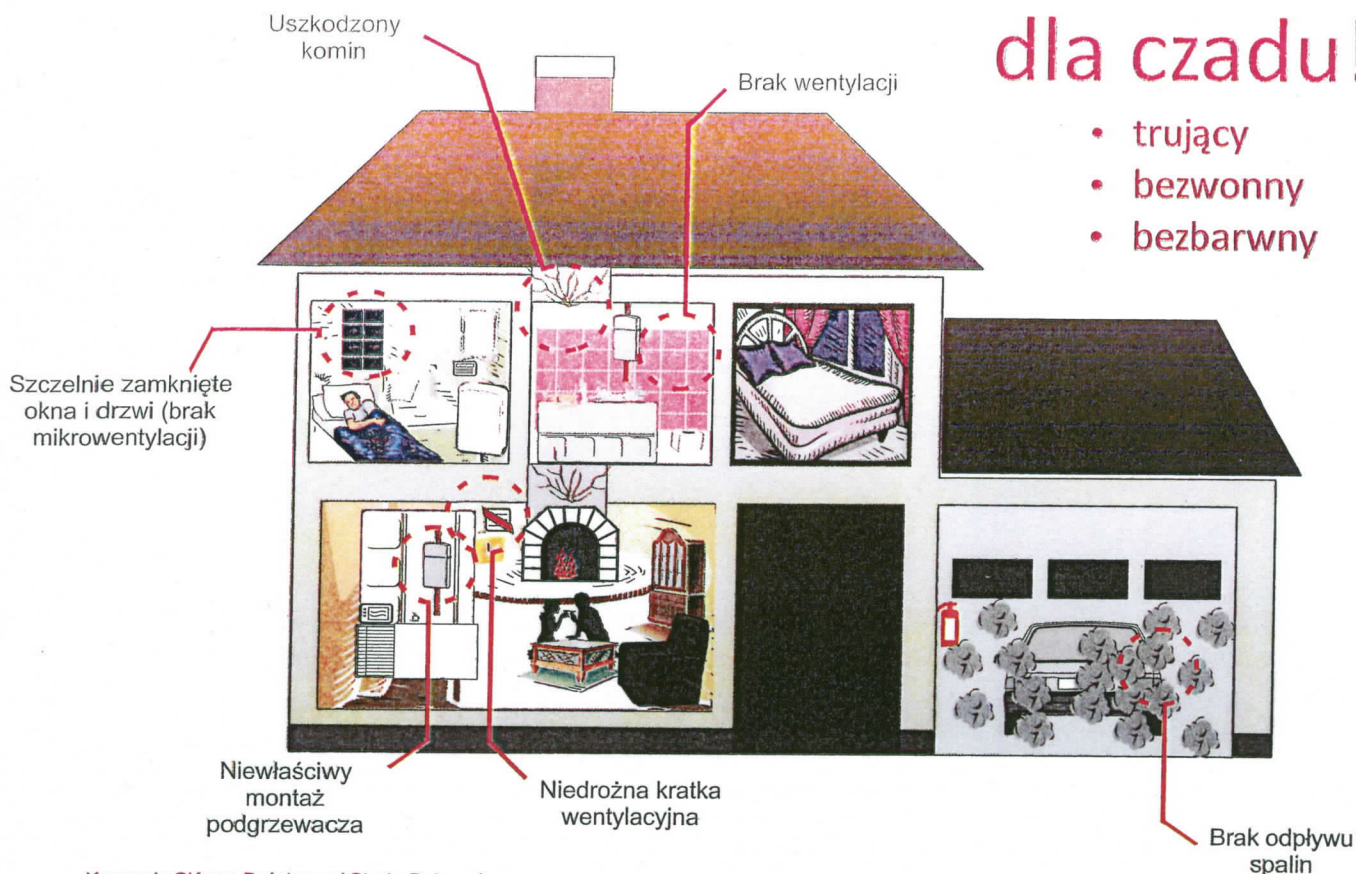 dla czadu!
• trujący
• bezwonny
• bezbarwny
Uszkodzony
komin
Brak wentylacji
Szczelnie zamknięte
okna i drzwi (brak
mikrowentylacji)
Niewłaściwy
montaż
podgrzewacza
Niedrożna kratka
wentylacyjna
Brak odpływu
spalin